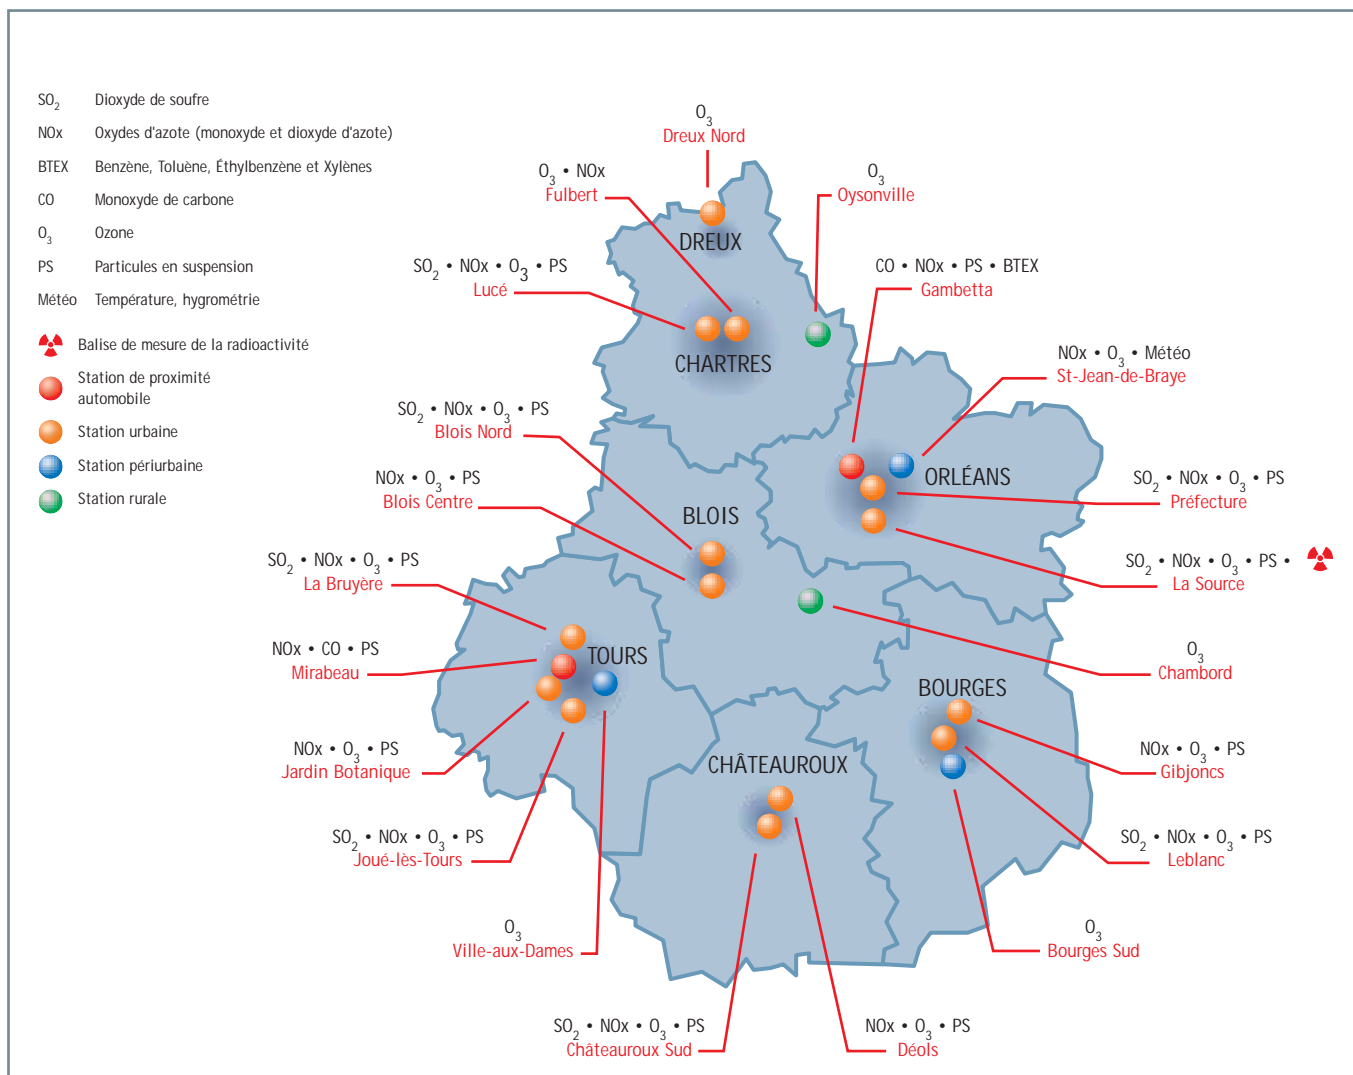 SO2 Dioxyde de soufre
NOx Oxydes d'azote (monoxyde et dioxyde d'azote)
BTEX Benzène, Toluène, Éthylbenzène et Xylènes
CO Monoxyde de carbone
O3 Ozone
PS Particules en suspension
Météo Température, hygrométrie
Balise de mesure de la radioactivité
Station de proximité
automobile
Station urbaine
Station périurbaine
Station rurale
O3
Dreux Nord
O3 • NOx
Fulbert
O3
Oysonville
SO2 • NOx • O3 • PS
Lucé
CO • NOx • PS • BTEX
Gambetta
NOx • O3 • Météo
St-Jean-de-Braye
SO2 • NOx • O3 • PS
Blois Nord
NOx • O3 • PS
Blois Centre
SO2 • NOx • O3 • PS
Préfecture
SO2 • NOx • O3 • PS •
La Source
SO2 • NOx • O3 • PS
La Bruyère
NOx • CO • PS
Mirabeau
O3
Chambord
NOx • O3 • PS
Jardin Botanique
NOx • O3 • PS
Gibjoncs
SO2 • NOx • O3 • PS
Joué-lès-Tours
SO2 • NOx • O3 • PS
Leblanc
O3
Ville-aux-Dames
O3
Bourges Sud
SO2 • NOx • O3 • PS
Châteauroux Sud
NOx • O3 • PS
Déols
DREUX
CHARTRES
ORLÉANS
BLOIS
TOURS
BOURGES
CHÂTEAUROUX